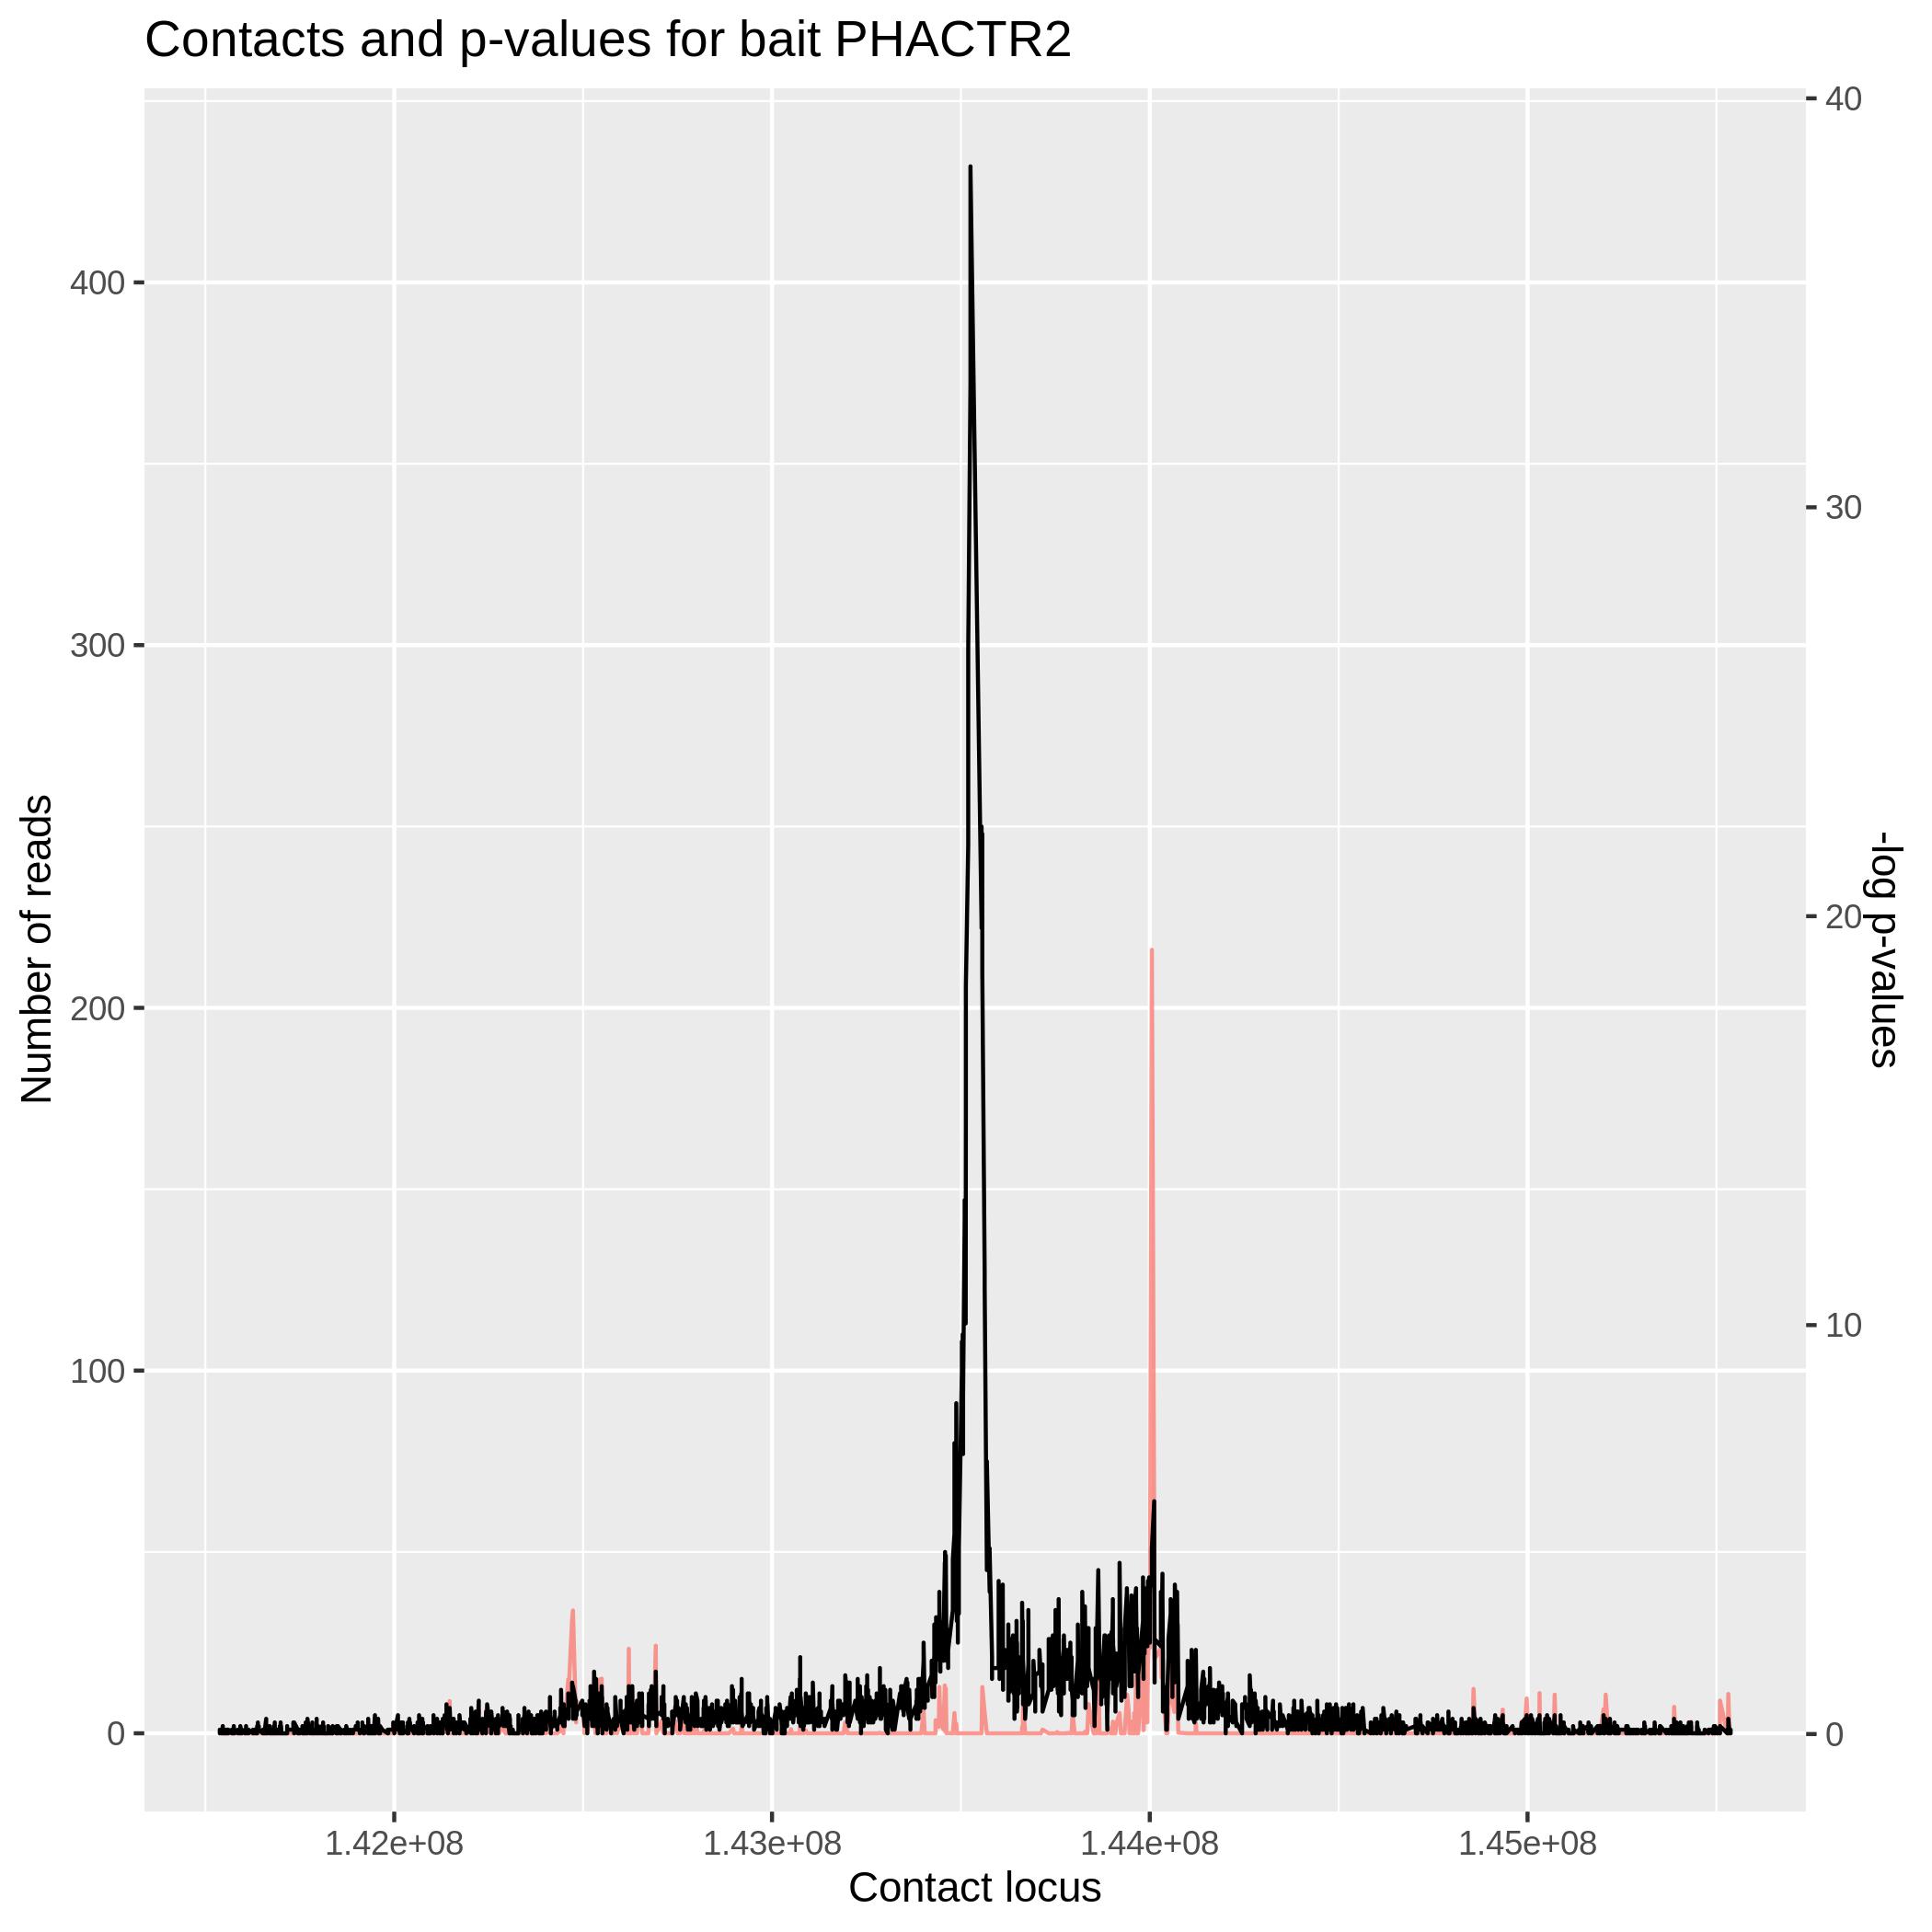 Contacts and p-values for bait PHACTR2
Number of reads
400
300
200
100
0
40
30
20
10
0
-log p-values
1.42e+08
1.43e+08
1.44e+08
1.45e+08
Contact locus